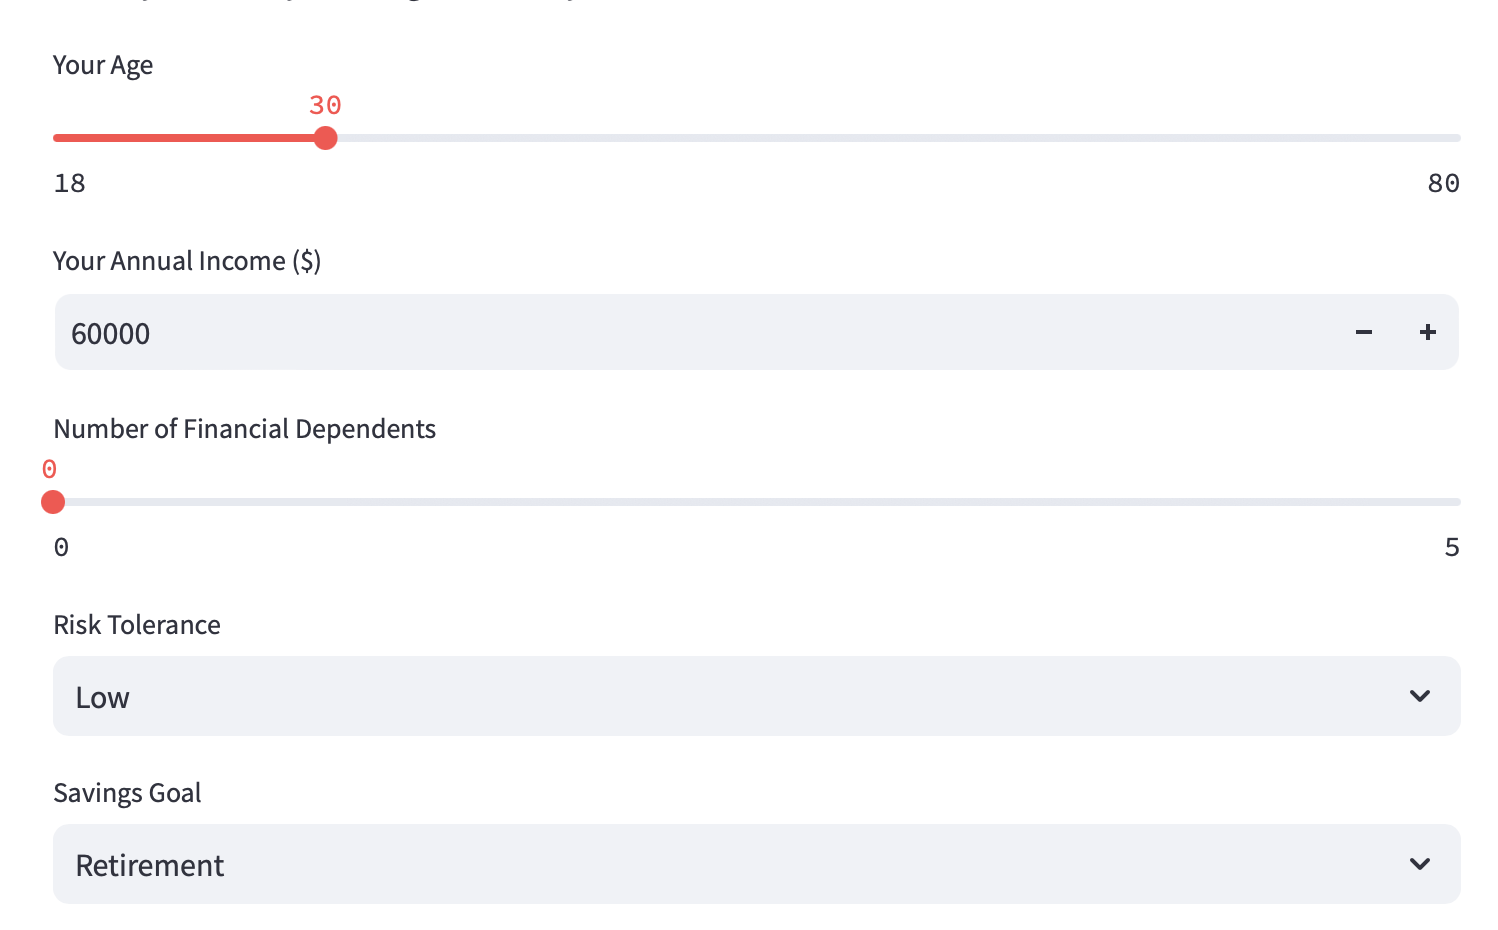 Your Age
30
18 80
Your Annual Income ($)
60000 − +
Number of Financial Dependents
0
0 5
Risk Tolerance
Low
Savings Goal
Retirement